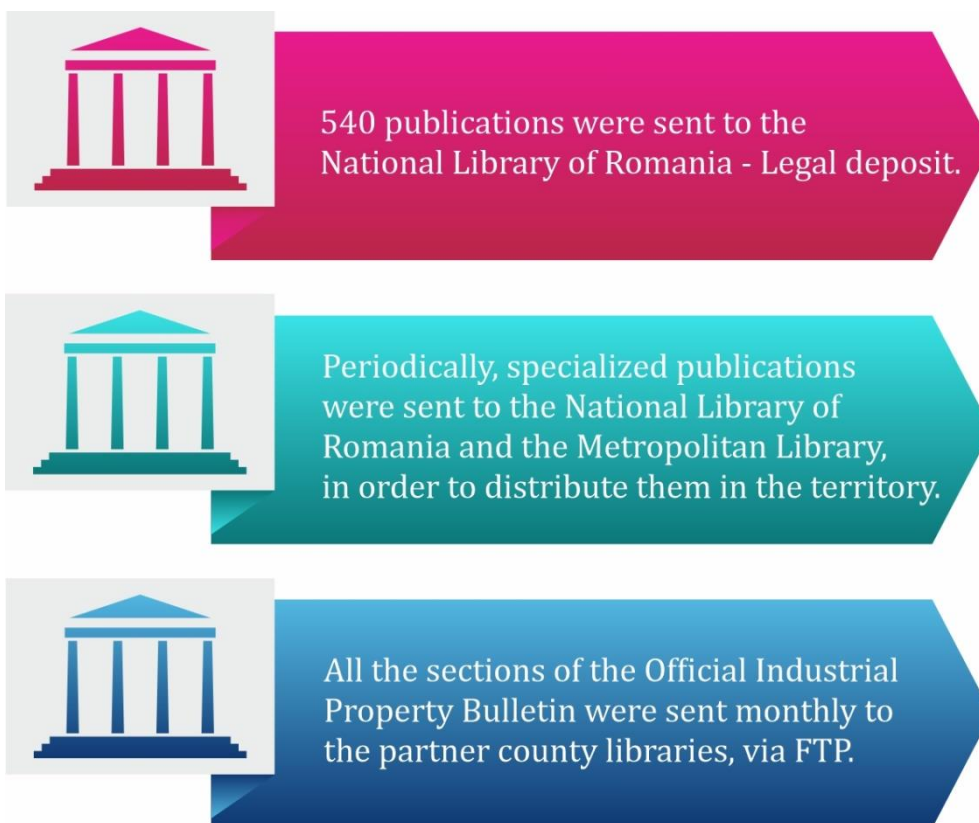 540 publications were sent to the
National Library of Romania - Legal deposit.
Periodically, specialized publications
were sent to the National Library of
Romania and the Metropolitan Library,
in order to distribute them in the territory.
All the sections of the Official Industrial
Property Bulletin were sent monthly to
the partner county libraries, via FTP.